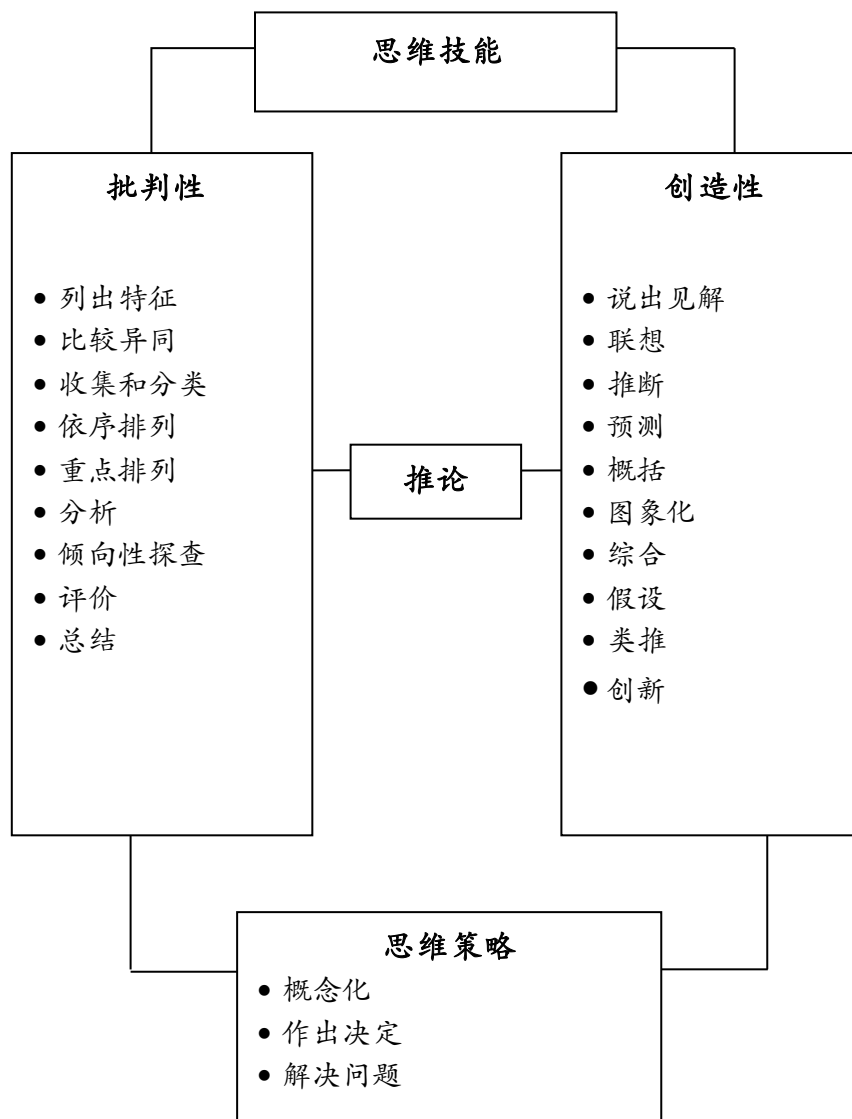 思维技能
批判性
• 列出特征
• 比较异同
• 收集和分类
• 依序排列
• 重点排列
• 分析
• 倾向性探查
• 评价
• 总结
推论
创造性
• 说出见解
• 联想
• 推断
• 预测
• 概括
• 图象化
• 综合
• 假设
• 类推
• 创新
思维策略
• 概念化
• 作出决定
• 解决问题